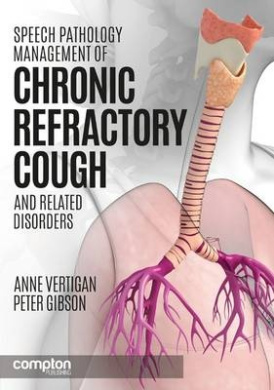 SPEECH PATHOLOGY
MANAGEMENT OF
CHRONIC
REFRACTORY
COUGH
AND RELATED
DISORDERS
ANNE VERTIGAN
PETER GIBSON
compton
PUBLISHING